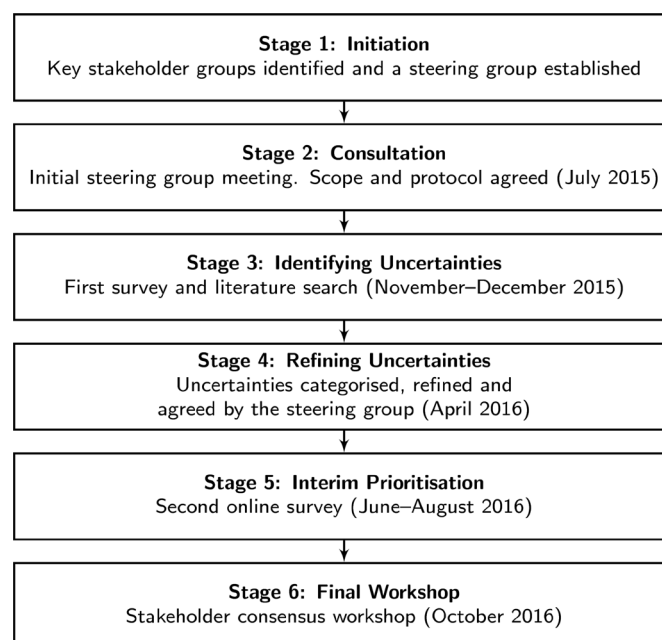 Stage 1: Initiation
Key stakeholder groups identified and a steering group established
Stage 2: Consultation
Initial steering group meeting. Scope and protocol agreed (July 2015)
Stage 3: Identifying Uncertainties
First survey and literature search (November–December 2015)
Stage 4: Refining Uncertainties
Uncertainties categorised, refined and
agreed by the steering group (April 2016)
Stage 5: Interim Prioritisation
Second online survey (June–August 2016)
Stage 6: Final Workshop
Stakeholder consensus workshop (October 2016)